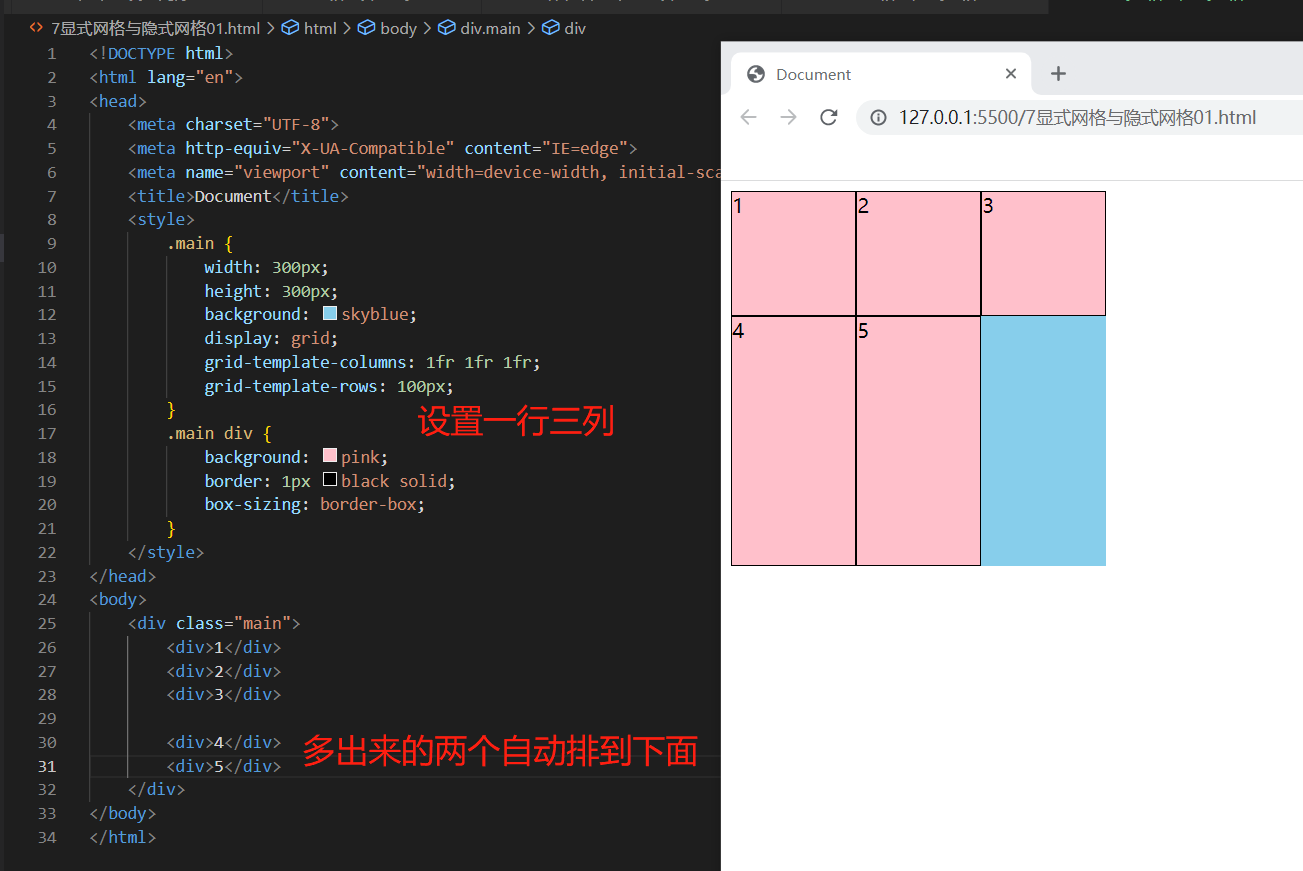 7显式网格与隐式网格01.html > html > body > div.main > div
1 <!DOCTYPE html>
2 <html lang="en">
3 <head>
4 <meta charset="UTF-8">
5 <meta http-equiv="X-UA-Compatible" content="IE=edge">
6 <meta name="viewport" content="width=device-width, initial-sca
7 <title>Document</title>
8 <style>
9 .main {
10 width: 300px;
11 height: 300px;
12 background: skyblue;
13 display: grid;
14 grid-template-columns: 1fr 1fr 1fr;
15 grid-template-rows: 100px;
16 }
设置一行三列
17 .main div {
18 background: pink;
19 border: 1px black solid;
20 box-sizing: border-box;
21 }
22 </style>
23 </head>
24 <body>
25 <div class="main">
26 <div>1</div>
27 <div>2</div>
28 <div>3</div>
29
30 <div>4</div>
多出来的两个自动排到下面
31 <div>5</div>
32 </div>
33 </body>
34 </html>
Document
127.0.0.1:5500/7显式网格与隐式网格01.html
1 2 3
4 5